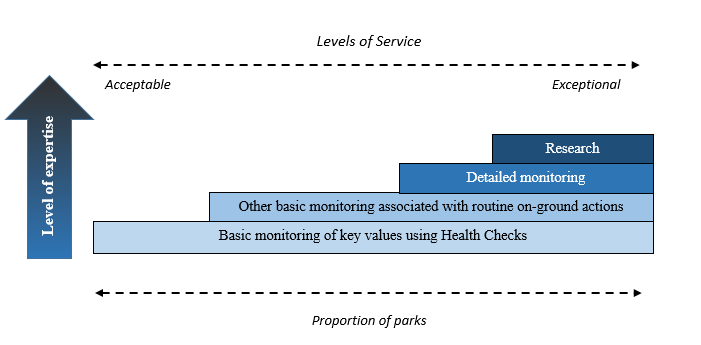 Levels of Service
Acceptable
Exceptional
Level of expertise
Research
Detailed monitoring
Other basic monitoring associated with routine on-ground actions
Basic monitoring of key values using Health Checks
Proportion of parks